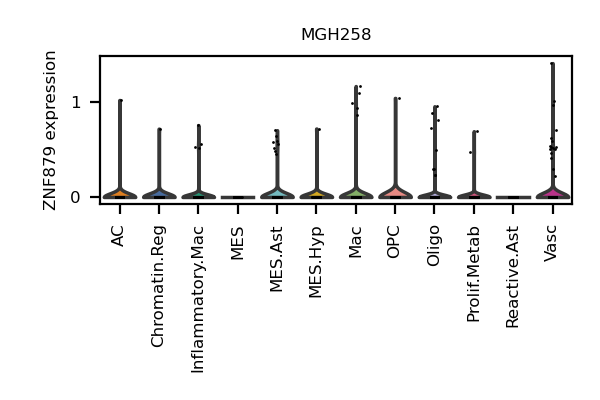 MGH258
ZNF879 expression
1
0
AC
Chromatin.Reg
Inflammatory.Mac
MES
MES.Ast
MES.Hyp
Mac
OPC
Oligo
Prolif.Metab
Reactive.Ast
Vasc